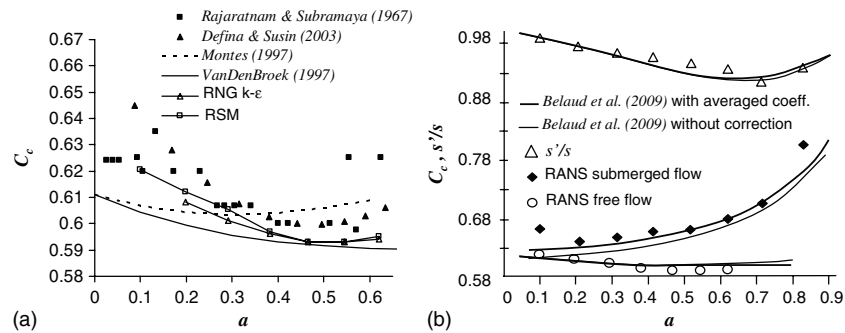 Rajaratnam & Subramaya (1967)
Defina & Susin (2003)
Montes (1997)
VanDenBroek (1997)
RNG k-ε
RSM
0.67
0.66
0.65
0.64
0.63
0.62
0.61
0.6
0.59
0.58
C_c
0
0.1
0.2
0.3
0.4
0.5
0.6
a
(a)
0.98
0.88
0.78
0.68
0.58
C_c, s'/s
Belaud et al. (2009) with averaged coeff.
Belaud et al. (2009) without correction
s'/s
RANS submerged flow
RANS free flow
0
0.1
0.2
0.3
0.4
0.5
0.6
0.7
0.8
0.9
a
(b)